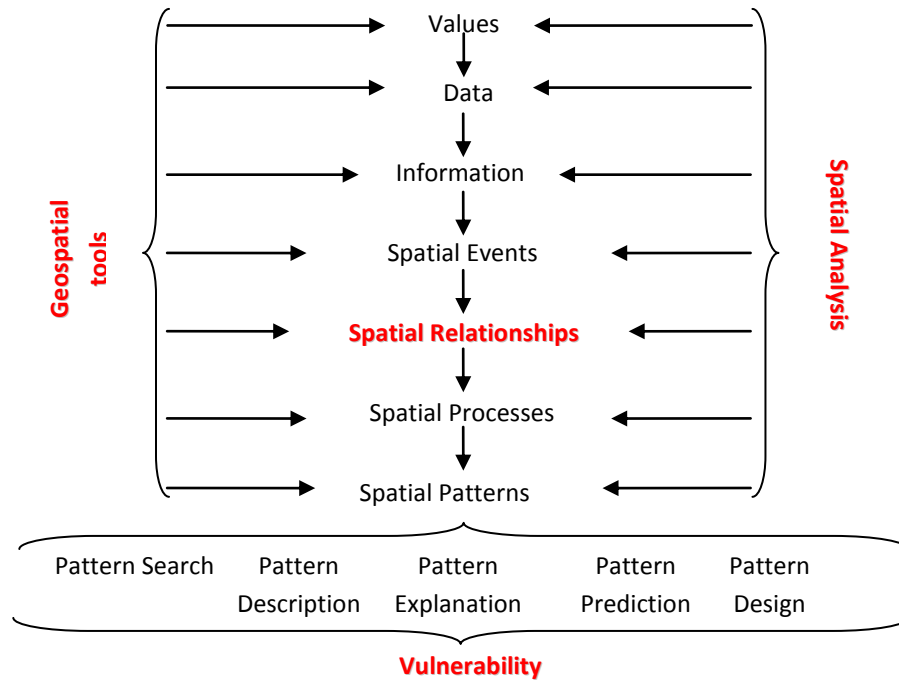 Values
Data
Information
Spatial Events
Spatial Relationships
Spatial Processes
Spatial Patterns
Geospatial
tools
Spatial Analysis
Pattern Search
Pattern
Description
Pattern
Explanation
Pattern
Prediction
Pattern
Design
Vulnerability